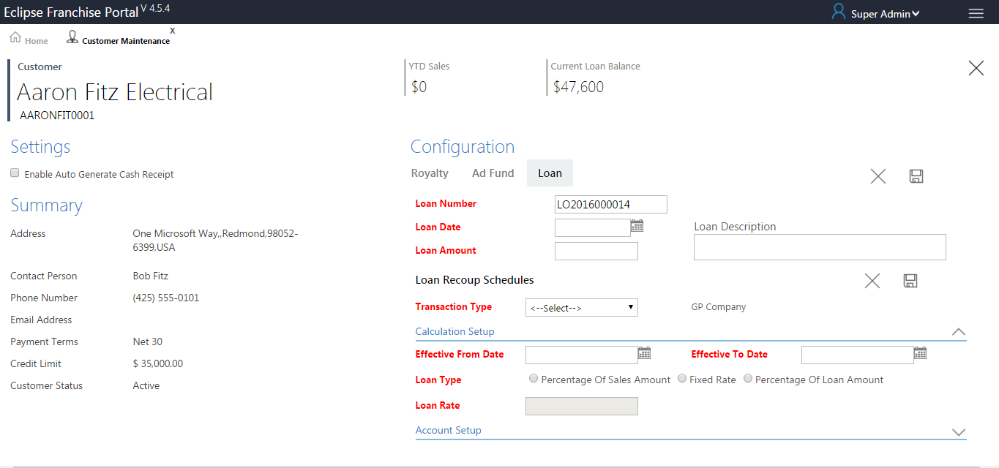 Eclipse Franchise Portal V 4.5.4
Super Admin
Home
Customer Maintenance
X
Customer
Aaron Fitz Electrical
AARONFIT0001
YTD Sales
$0
Current Loan Balance
$47,600
Settings
Enable Auto Generate Cash Receipt
Summary
Address
One Microsoft Way,,Redmond,98052-
6399,USA
Contact Person
Bob Fitz
Phone Number
(425) 555-0101
Email Address
Payment Terms
Net 30
Credit Limit
$ 35,000.00
Customer Status
Active
Configuration
Royalty
Ad Fund
Loan
Loan Number
LO2016000014
Loan Date
Loan Amount
Loan Description
Loan Recoup Schedules
Transaction Type
<--Select-->
GP Company
Calculation Setup
Effective From Date
Effective To Date
Loan Type
Percentage Of Sales Amount
Fixed Rate
Percentage Of Loan Amount
Loan Rate
Account Setup